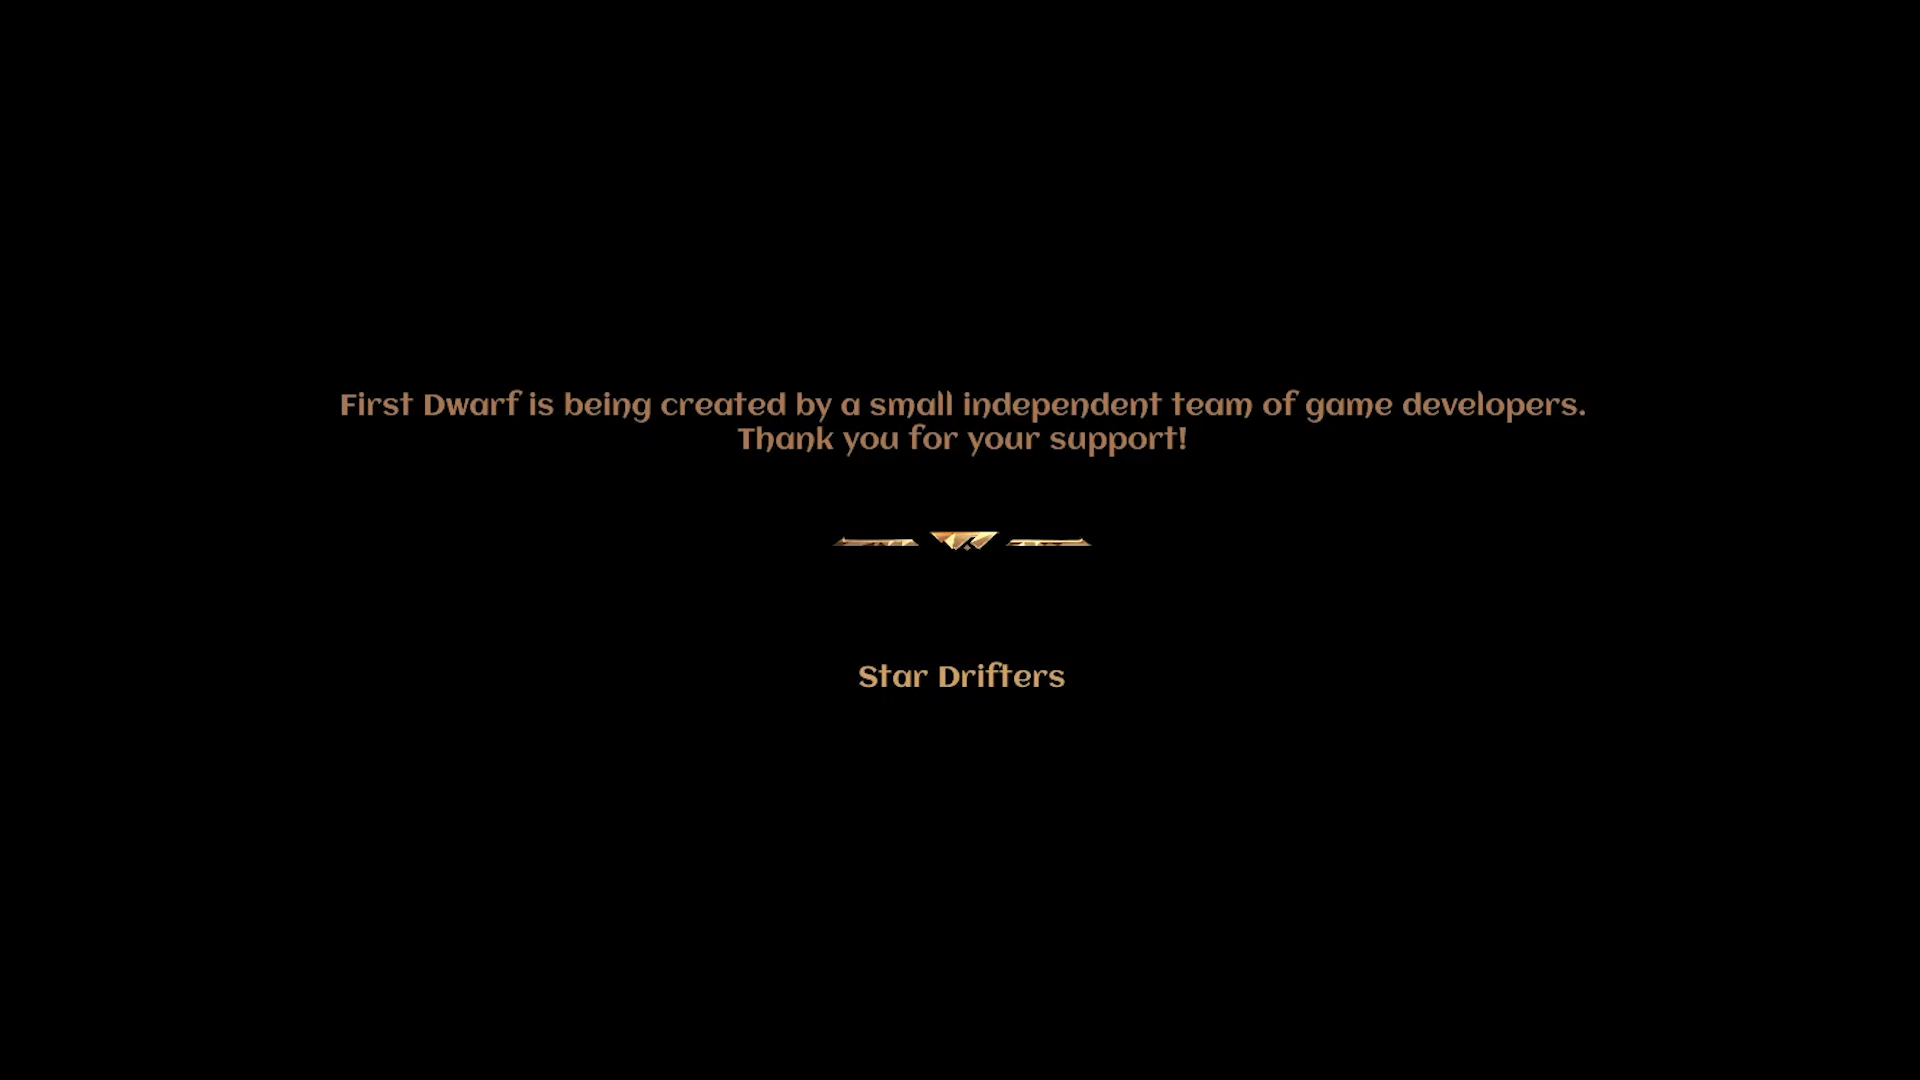 First Dwarf is being created by a small independent team of game developers.
Thank you for your support!
Star Drifters